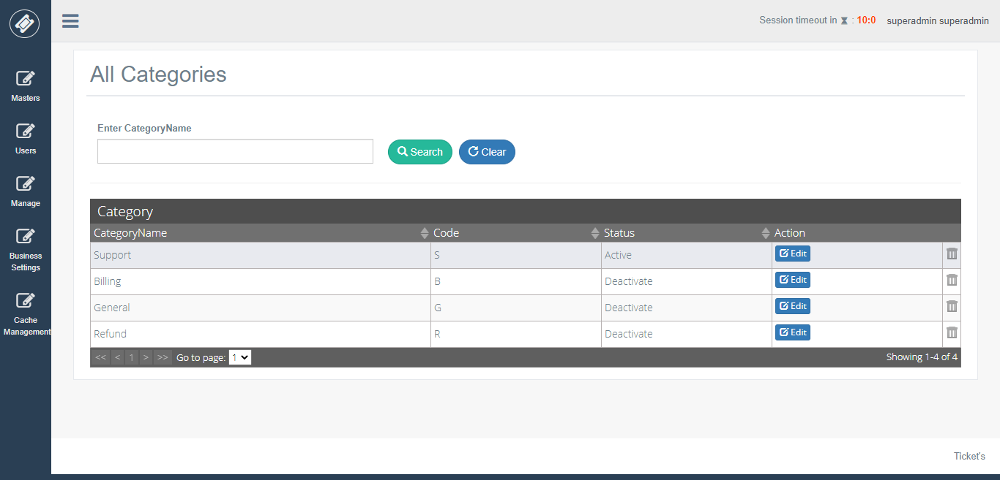 Session timeout in : 10:0 superadmin superadmin
Masters
Users
Manage
Business
Settings
Cache
Management
All Categories
Enter CategoryName
Search Clear
Category
CategoryName Code Status Action
Support S Active Edit
Billing B Deactivate Edit
General G Deactivate Edit
Refund R Deactivate Edit
<< < 1 > >> Go to page: 1 Showing 1-4 of 4
Ticket's